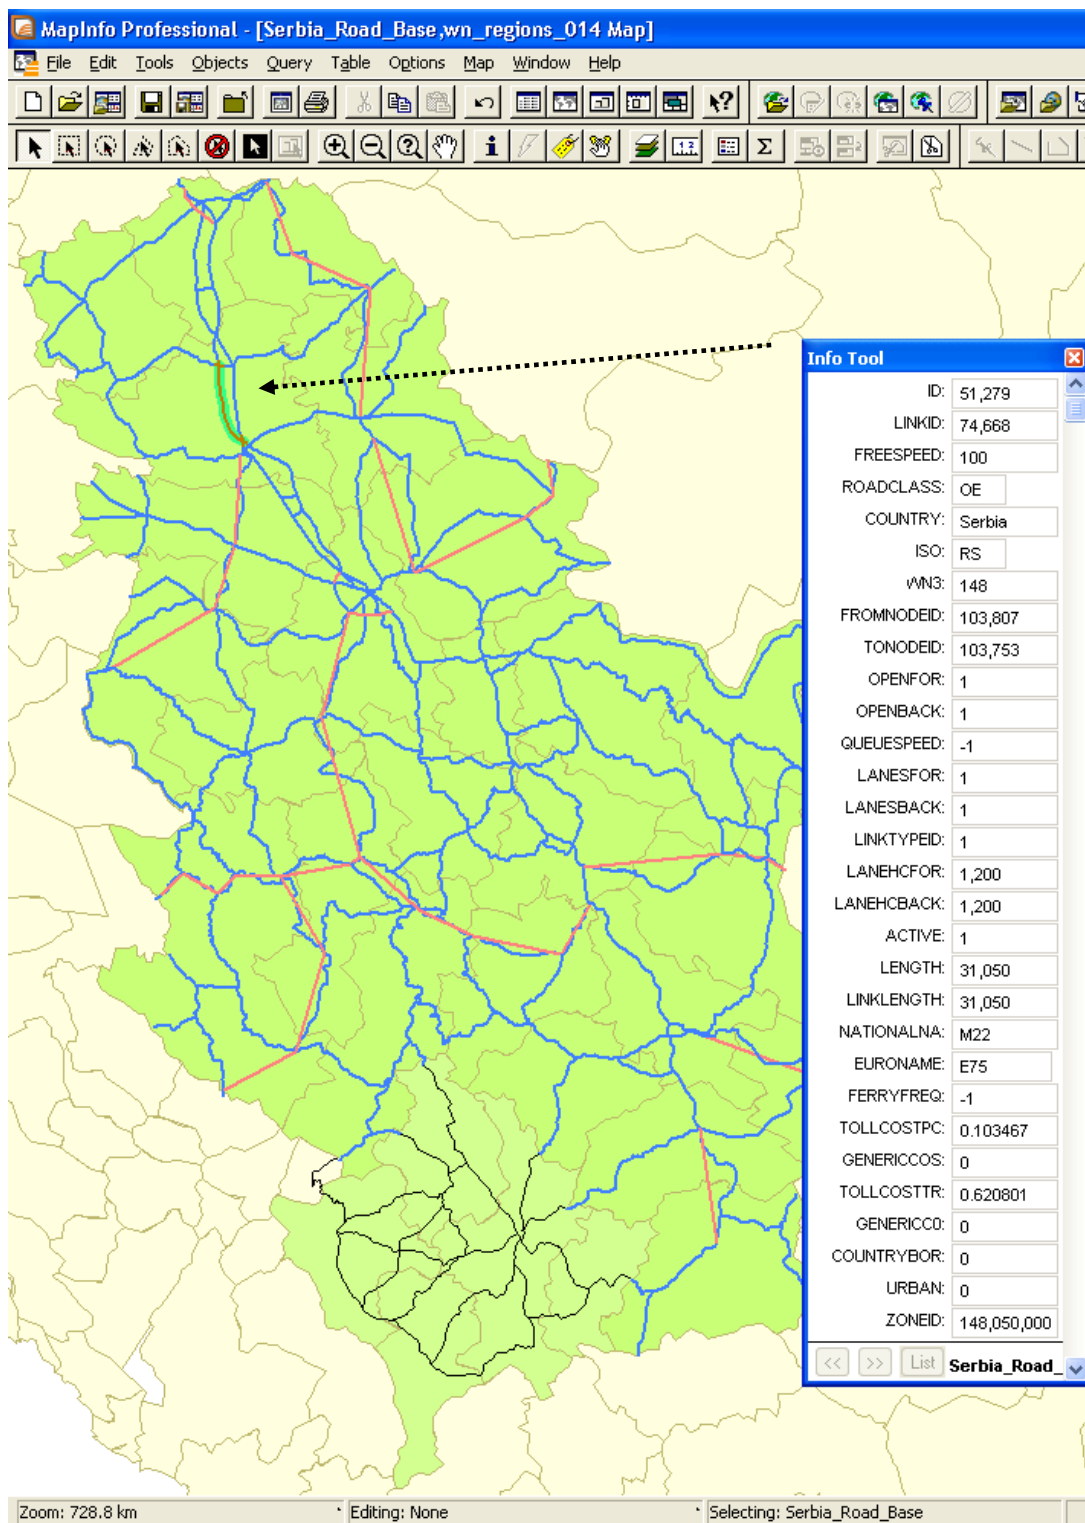 MapInfo Professional - [Serbia_Road_Base,wn_regions_014 Map]
File Edit Tools Objects Query Table Options Map Window Help
Info Tool
ID: 51,279
LINKID: 74,668
FREESPEED: 100
ROADCLASS: OE
COUNTRY: Serbia
ISO: RS
WN3: 148
FROMNODEID: 103,807
TONODEID: 103,753
OPENFOR: 1
OPENBACK: 1
QUEUESPEED: -1
LANESFOR: 1
LANESBACK: 1
LINKTYPEID: 1
LANEHCFOR: 1,200
LANEHCBACK: 1,200
ACTIVE: 1
LENGTH: 31,050
LINKLENGTH: 31,050
NATIONALNA: M22
EURONAME: E75
FERRYFREQ: -1
TOLLCOSTPC: 0.103467
GENERICCOS: 0
TOLLCOSTTR: 0.620801
GENERICC0: 0
COUNTRYBOR: 0
URBAN: 0
ZONEID: 148,050,000
<< >> List Serbia_Road_
Zoom: 728.8 km Editing: None Selecting: Serbia_Road_Base